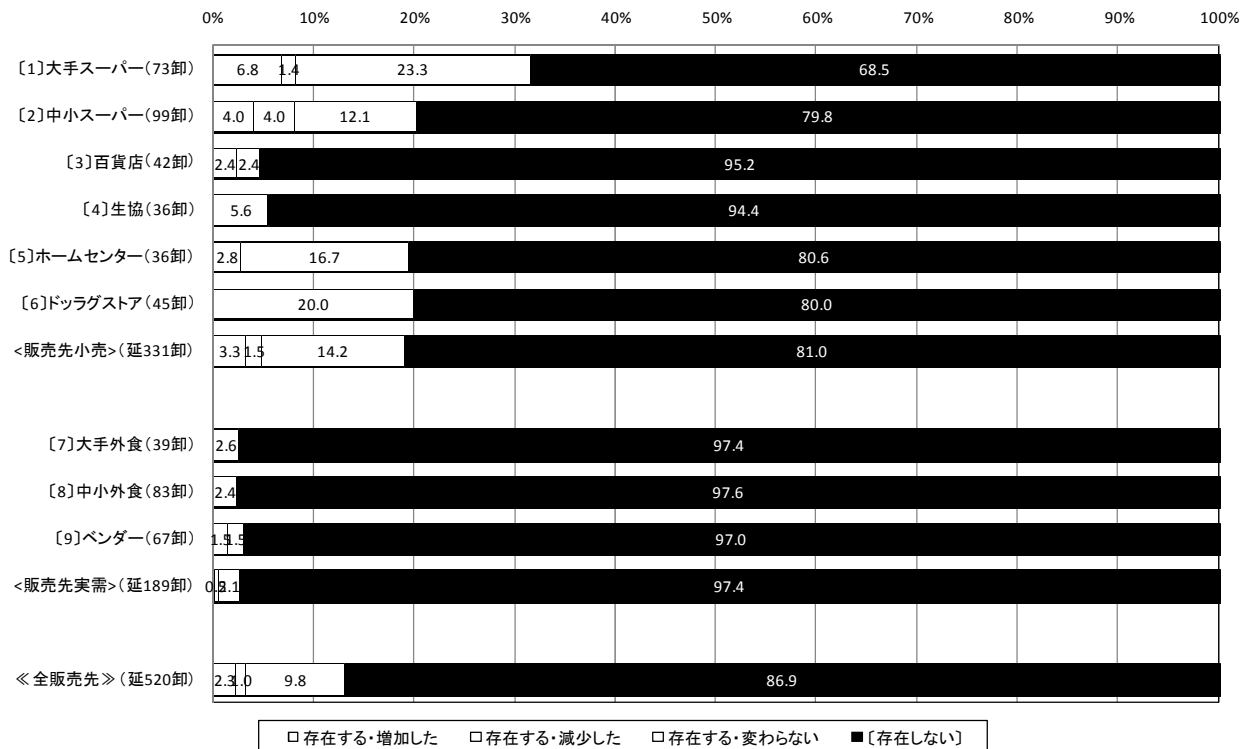 0% 10% 20% 30% 40% 50% 60% 70% 80% 90% 100%
〔1〕大手スーパー（73卸） 6.8 1.4 23.3 68.5
〔2〕中小スーパー（99卸） 4.0 4.0 12.1 79.8
〔3〕百貨店（42卸） 2.4 2.4 95.2
〔4〕生協（36卸） 5.6 94.4
〔5〕ホームセンター（36卸） 2.8 16.7 80.6
〔6〕ドッラグストア（45卸） 20.0 80.0
<販売先小売>（延331卸） 3.3 1.5 14.2 81.0
〔7〕大手外食（39卸） 2.6 97.4
〔8〕中小外食（83卸） 2.4 97.6
〔9〕ベンダー（67卸） 1.5 1.5 97.0
<販売先実需>（延189卸） 0.5 2.1 97.4
≪全販売先≫（延520卸） 2.3 1.0 9.8 86.9
存在する・増加した 存在する・減少した 存在する・変わらない 〔存在しない〕